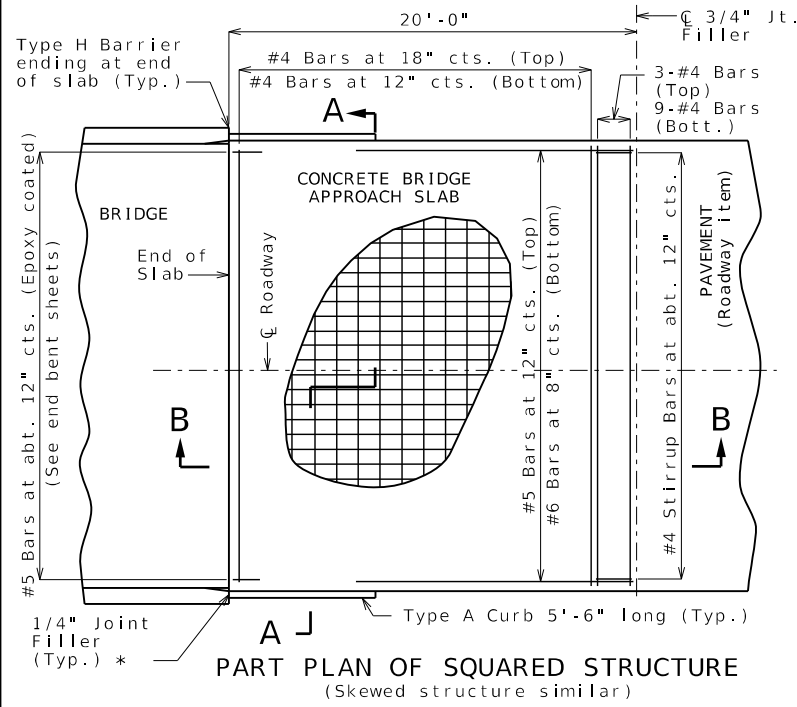 20'-0"
℄ 3/4" Jt.
Filler
Type H Barrier
ending at end
of slab (Typ.)
#4 Bars at 18" cts. (Top)
#4 Bars at 12" cts. (Bottom)
3-#4 Bars
(Top)
9-#4 Bars
(Bott.)
A
CONCRETE BRIDGE
APPROACH SLAB
BRIDGE
End of
Slab
℄ Roadway
#5 Bars at abt. 12" cts. (Epoxy coated)
(See end bent sheets)
#5 Bars at 12" cts. (Top)
#6 Bars at 8" cts. (Bottom)
#4 Stirrup Bars at abt. 12" cts.
PAVEMENT
(Roadway item)
B
B
A
Type A Curb 5'-6" long (Typ.)
1/4" Joint
Filler
(Typ.) *
PART PLAN OF SQUARED STRUCTURE
(Skewed structure similar)